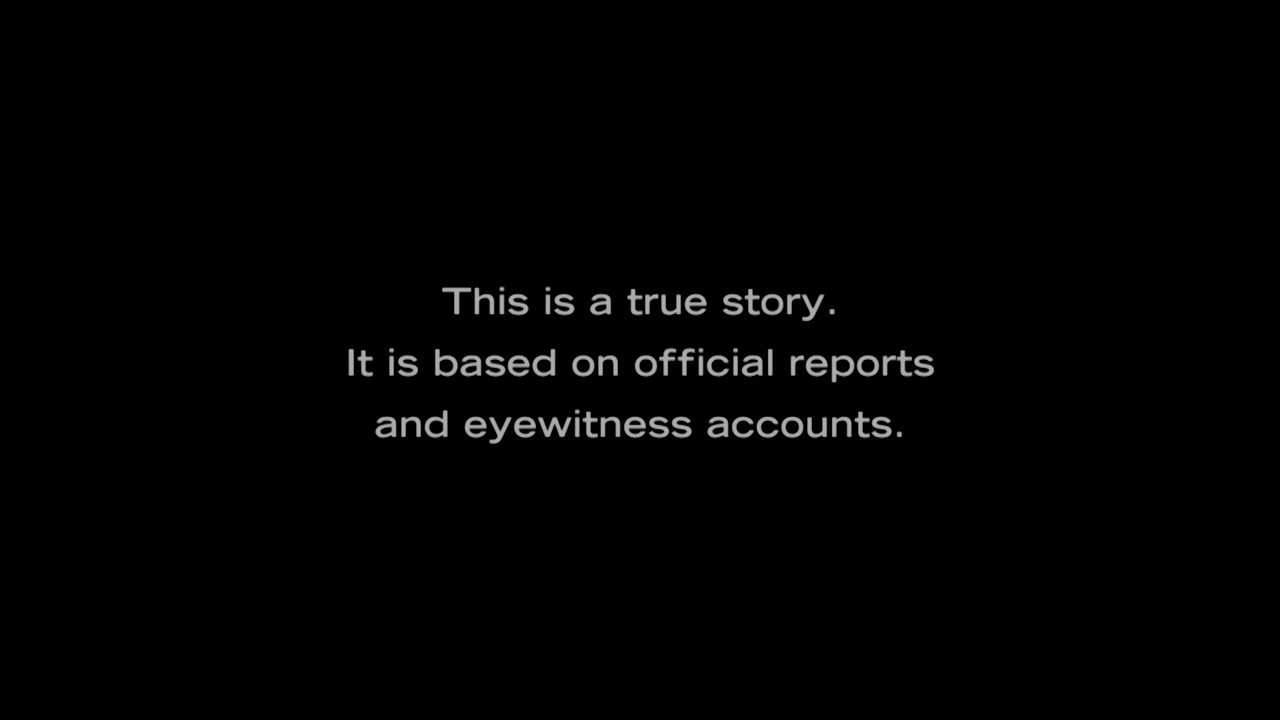 This is a true story.
It is based on official reports
and eyewitness accounts.